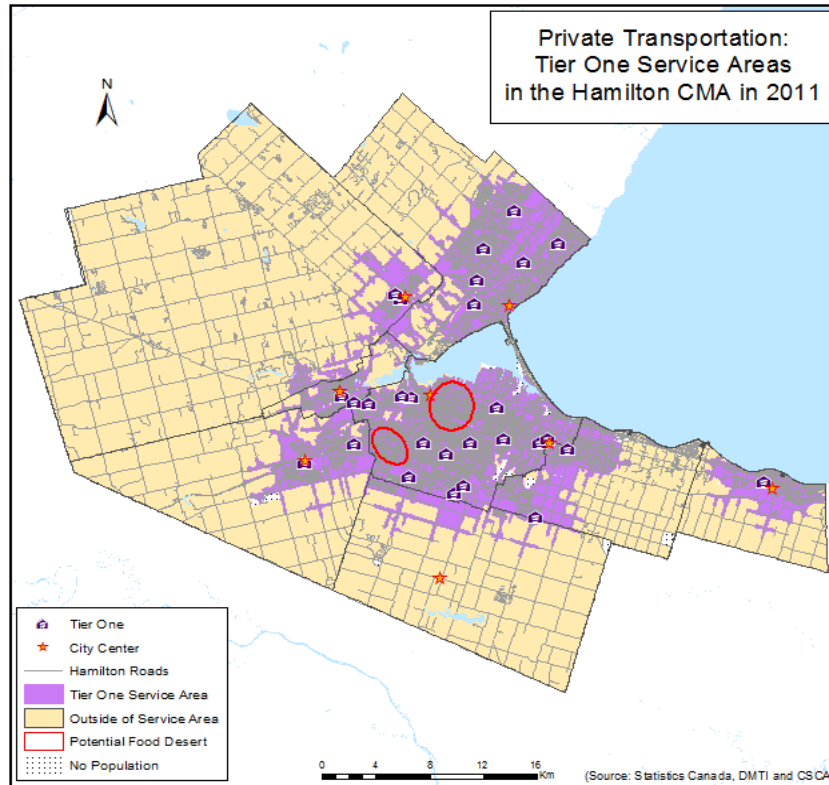 Private Transportation:
Tier One Service Areas
in the Hamilton CMA in 2011
N
Tier One
City Center
Hamilton Roads
Tier One Service Area
Outside of Service Area
Potential Food Desert
No Population
0 2 4 8 12 16
Km
(Source: Statistics Canada, DMTI and CSCA